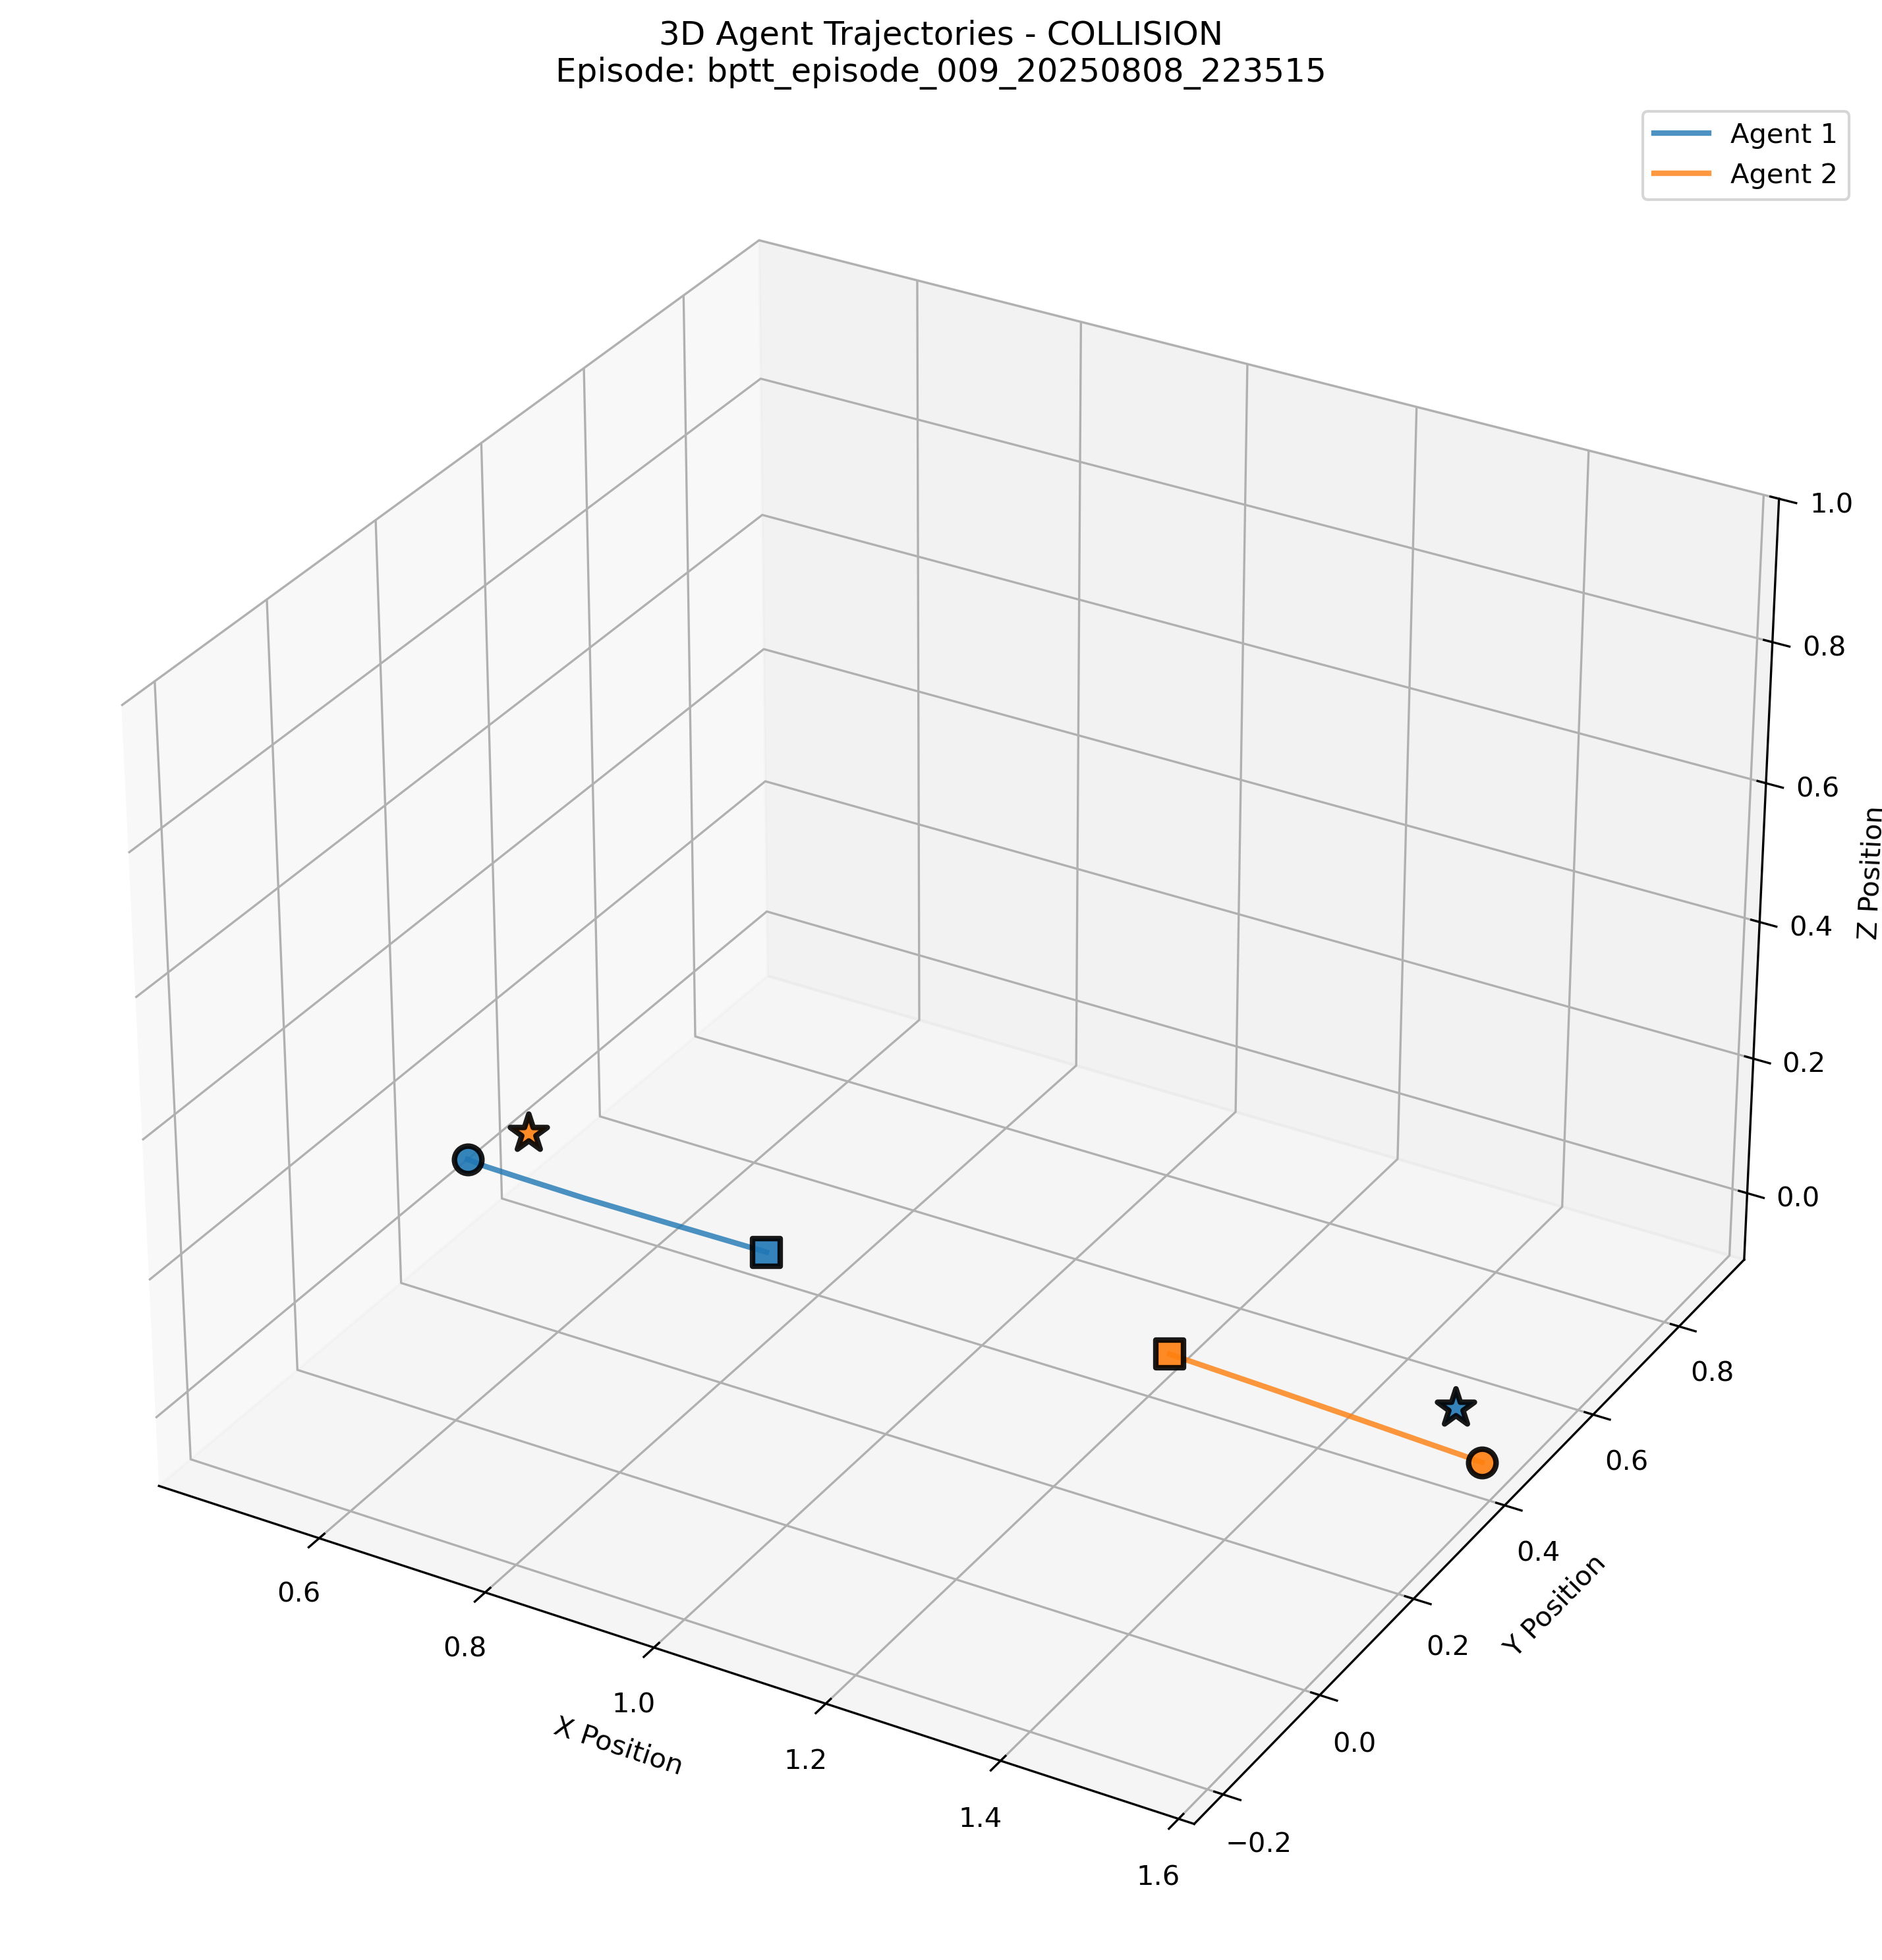 3D Agent Trajectories - COLLISION
Episode: bptt_episode_009_20250808_223515
Agent 1
Agent 2
1.0
0.8
0.6
0.4
0.2
0.0
Z Position
0.8
0.6
0.4
0.2
0.0
−0.2
Y Position
0.6
0.8
1.0
1.2
1.4
1.6
X Position